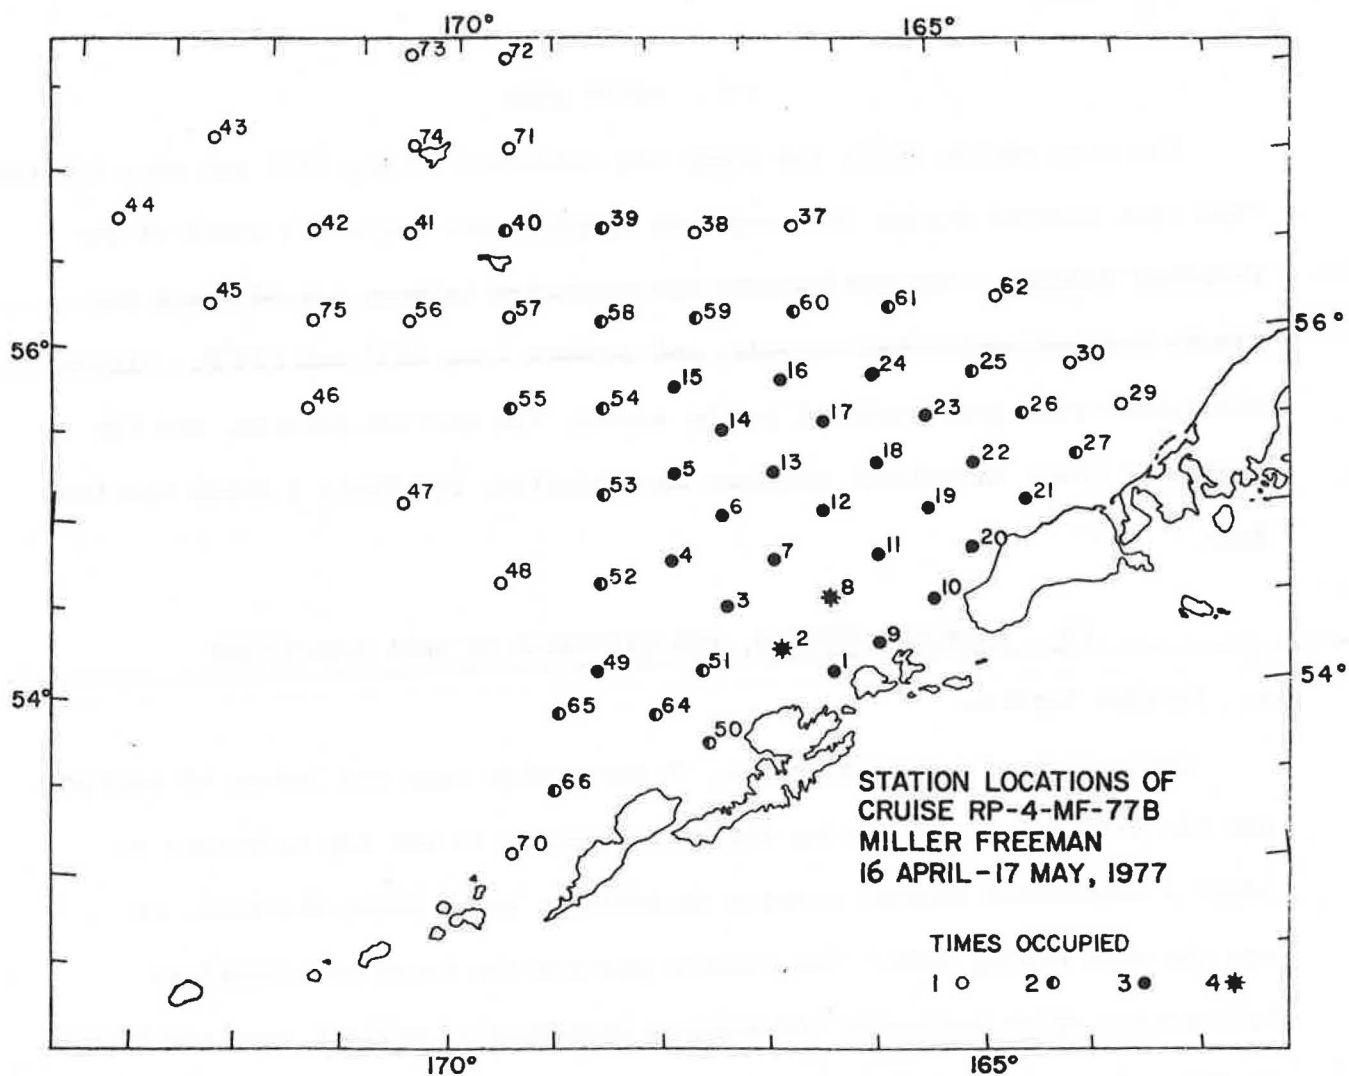 170° 165°
73 72
43
74 71
44
42 41 40 39 38 37
45
75 56 57 58 59 60 61 62
56° 56°
46 55 54 15 16 24 25 30
14 17 23 26 29
47 53 5 13 18 22 27
6 12 19 21
48 52 4 7 11 20
3 8 10
49 51 2 1 9
54° 54°
65 64 50
66
70
STATION LOCATIONS OF
CRUISE RP-4-MF-77B
MILLER FREEMAN
16 APRIL-17 MAY, 1977
TIMES OCCUPIED
1 2 3 4
170° 165°